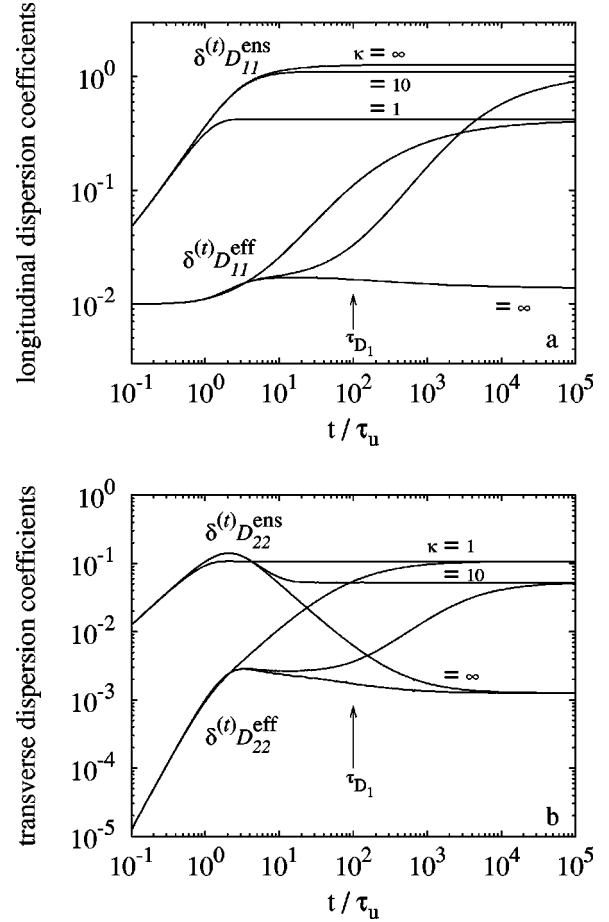 longitudinal dispersion coefficients
10^0
10^-1
10^-2
δ^(t)D_11^ens
κ = ∞
= 10
= 1
δ^(t)D_11^eff
= ∞
τ_D1
a
10^-1 10^0 10^1 10^2 10^3 10^4 10^5
t / τ_u
transverse dispersion coefficients
10^0
10^-1
10^-2
10^-3
10^-4
10^-5
δ^(t)D_22^ens
κ = 1
= 10
= ∞
δ^(t)D_22^eff
τ_D1
b
10^-1 10^0 10^1 10^2 10^3 10^4 10^5
t / τ_u